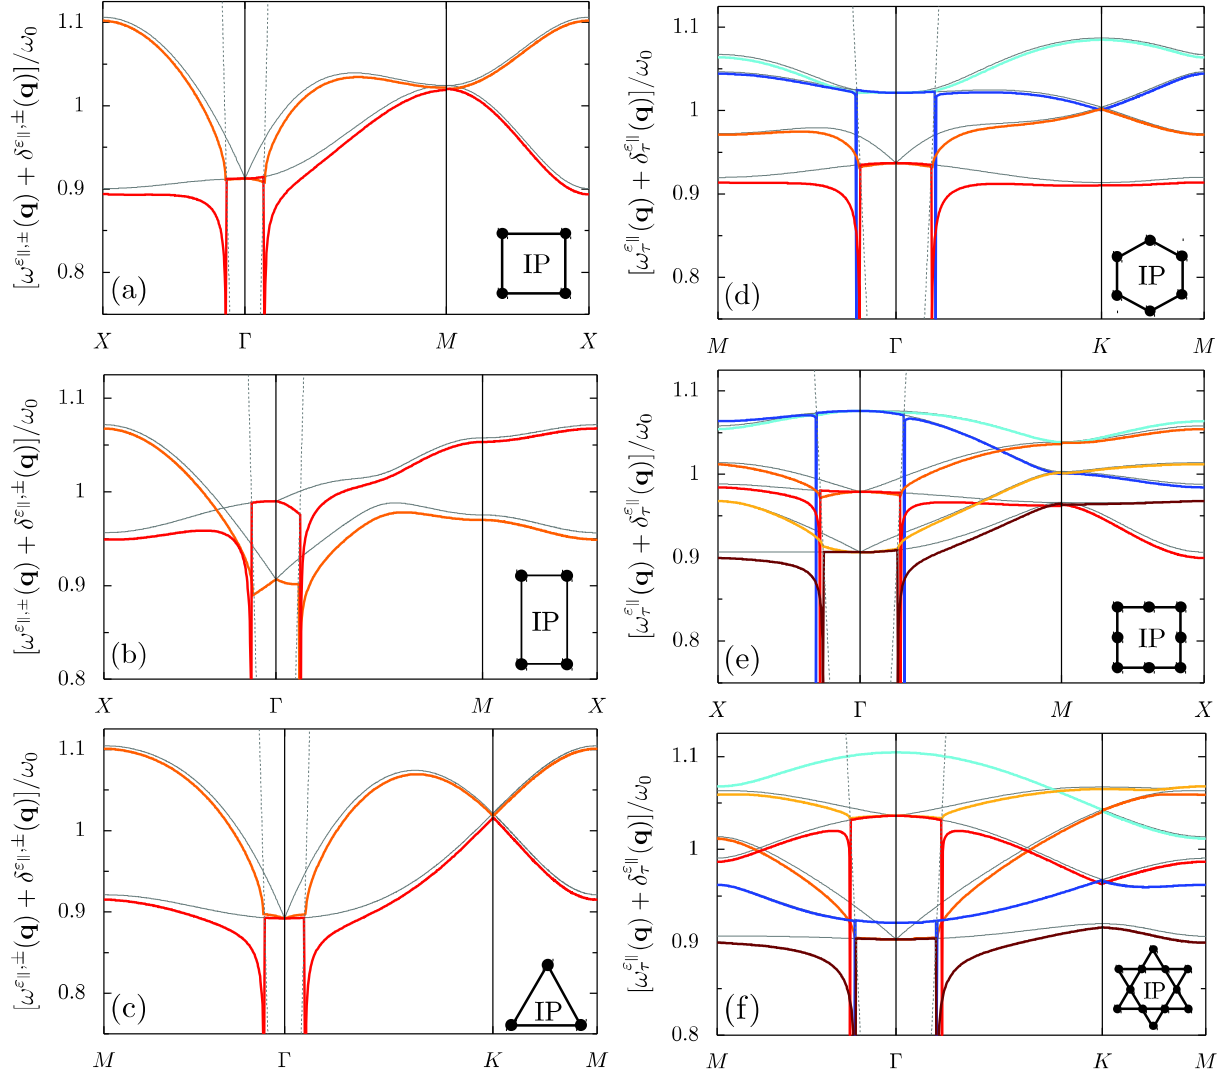 [ω^{ε∥,±}(q) + δ^{ε∥,±}(q)]/ω₀
1.1
1
0.9
0.8
(a)
IP
X
Γ
M
X
[ω^{ε∥,±}(q) + δ^{ε∥,±}(q)]/ω₀
1.1
1
0.9
0.8
(b)
IP
X
Γ
M
X
[ω^{ε∥,±}(q) + δ^{ε∥,±}(q)]/ω₀
1.1
1
0.9
0.8
(c)
IP
M
Γ
K
M
[ω_τ^{ε∥}(q) + δ_τ^{ε∥}(q)]/ω₀
1.1
1
0.9
0.8
(d)
IP
M
Γ
K
M
[ω_τ^{ε∥}(q) + δ_τ^{ε∥}(q)]/ω₀
1.1
1
0.9
0.8
(e)
IP
X
Γ
M
X
[ω_τ^{ε∥}(q) + δ_τ^{ε∥}(q)]/ω₀
1.1
1
0.9
0.8
(f)
IP
M
Γ
K
M